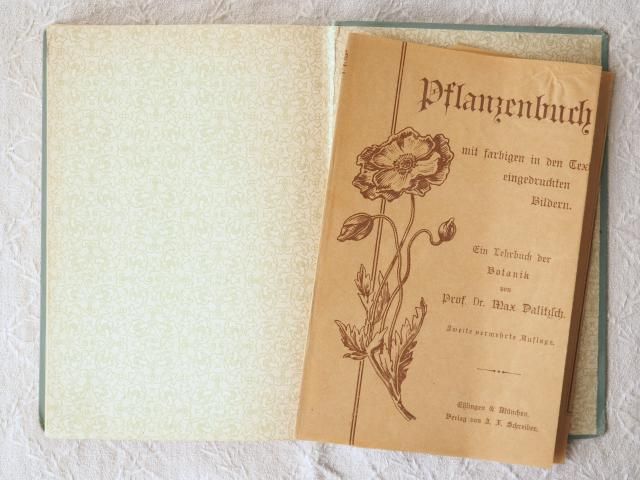 Pflanzenbuch
mit farbigen in den Tex
eingedruckten
Bildern.
Ein Lehrbuch der
Botanik
von
Prof. Dr. Max Dalitzsch.
Zweite vermehrte Auflage.
Eßlingen & München.
Verlag von J. F. Schreiber.